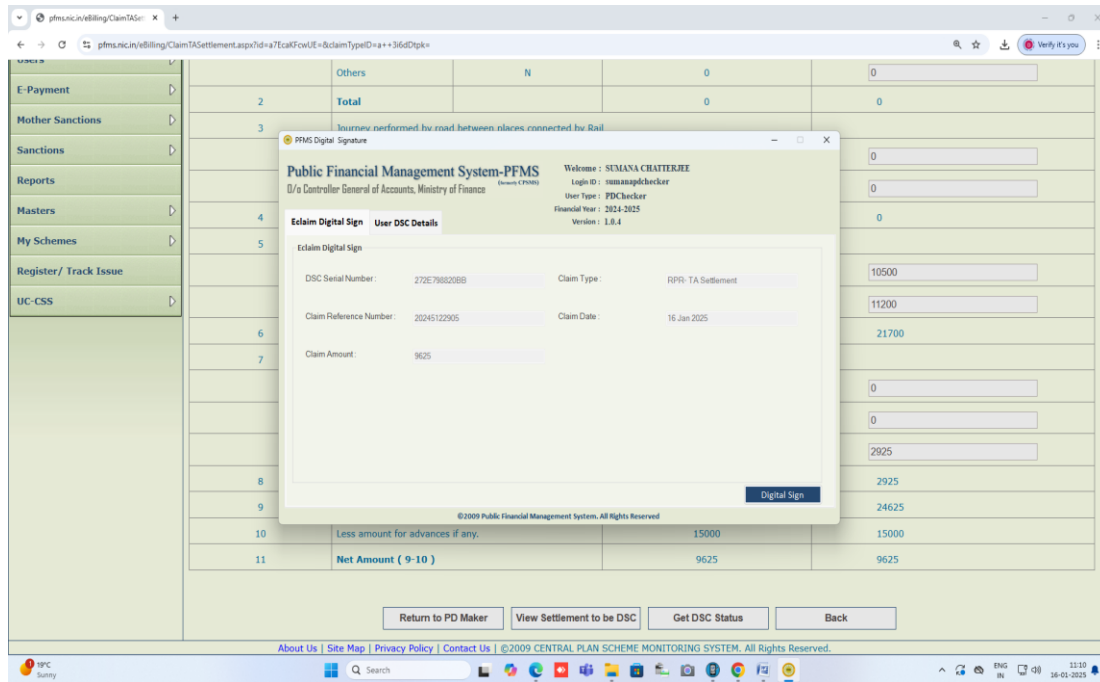 pfms.nic.in/eBilling/ClaimTASett
pfms.nic.in/eBilling/ClaimTASettlement.aspx?id=a7EcaKFcwUE=&claimTypeID=a++3i6dDtpk=
Verify it's you
Users
E-Payment
Mother Sanctions
Sanctions
Reports
Masters
My Schemes
Register/ Track Issue
UC-CSS
Others N 0 0
2 Total 0 0
3 Journey performed by road between places connected by Rail
0
0
4 0
5
10500
11200
6 21700
7
0
0
2925
8 2925
9 24625
10 Less amount for advances if any. 15000 15000
11 Net Amount ( 9-10 ) 9625 9625
PFMS Digital Signature
Public Financial Management System-PFMS
(formerly CPSMS)
O/o Controller General of Accounts, Ministry of Finance
Welcome : SUMANA CHATTERJEE
Login ID : sumanapdchecker
User Type : PDChecker
Financial Year : 2024-2025
Version : 1.0.4
Eclaim Digital Sign User DSC Details
Eclaim Digital Sign
DSC Serial Number : 272E798820BB Claim Type : RPR- TA Settlement
Claim Reference Number : 20245122905 Claim Date : 16 Jan 2025
Claim Amount : 9625
Digital Sign
©2009 Public Financial Management System. All Rights Reserved
Return to PD Maker View Settlement to be DSC Get DSC Status Back
About Us | Site Map | Privacy Policy | Contact Us | ©2009 CENTRAL PLAN SCHEME MONITORING SYSTEM. All Rights Reserved.
1
19°C
Sunny
Search
ENG
IN
11:10
16-01-2025